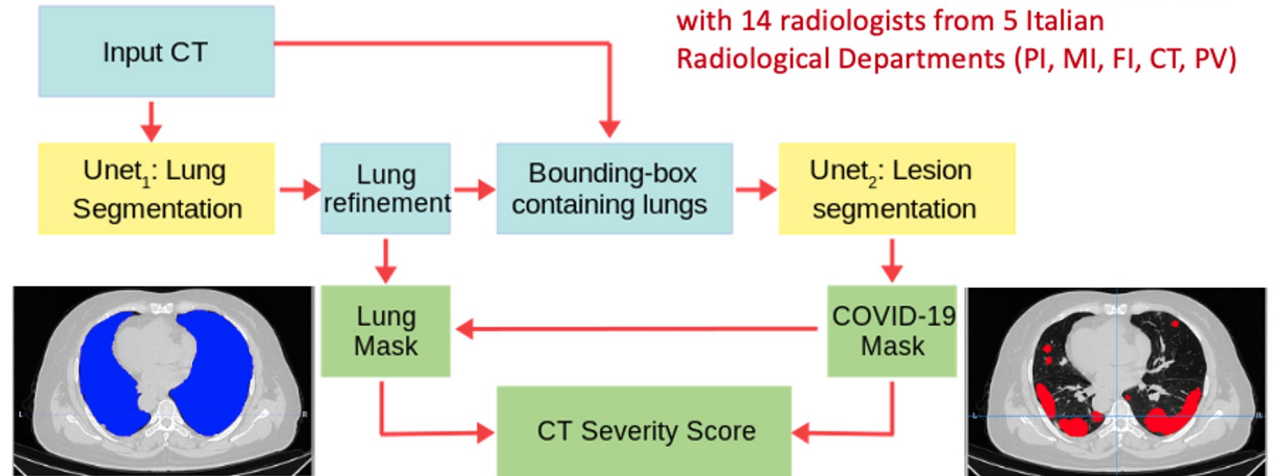 with 14 radiologists from 5 Italian
Radiological Departments (PI, MI, FI, CT, PV)
Input CT
Unet1: Lung
Segmentation
Lung
refinement
Bounding-box
containing lungs
Unet2: Lesion
segmentation
Lung
Mask
COVID-19
Mask
CT Severity Score
L
R
L
R